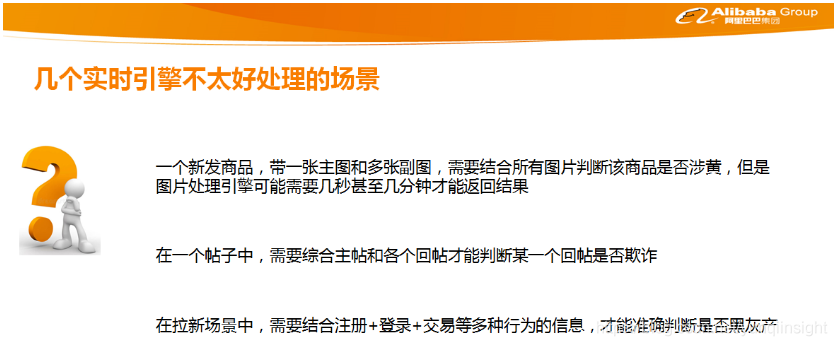 Alibaba Group
阿里巴巴集团
几个实时引擎不太好处理的场景
一个新发商品，带一张主图和多张副图，需要结合所有图片判断该商品是否涉黄，但是
图片处理引擎可能需要几秒甚至几分钟才能返回结果
在一个帖子中，需要综合主帖和各个回帖才能判断某一个回帖是否欺诈
在拉新场景中，需要结合注册+登录+交易等多种行为的信息，才能准确判断是否黑灰产